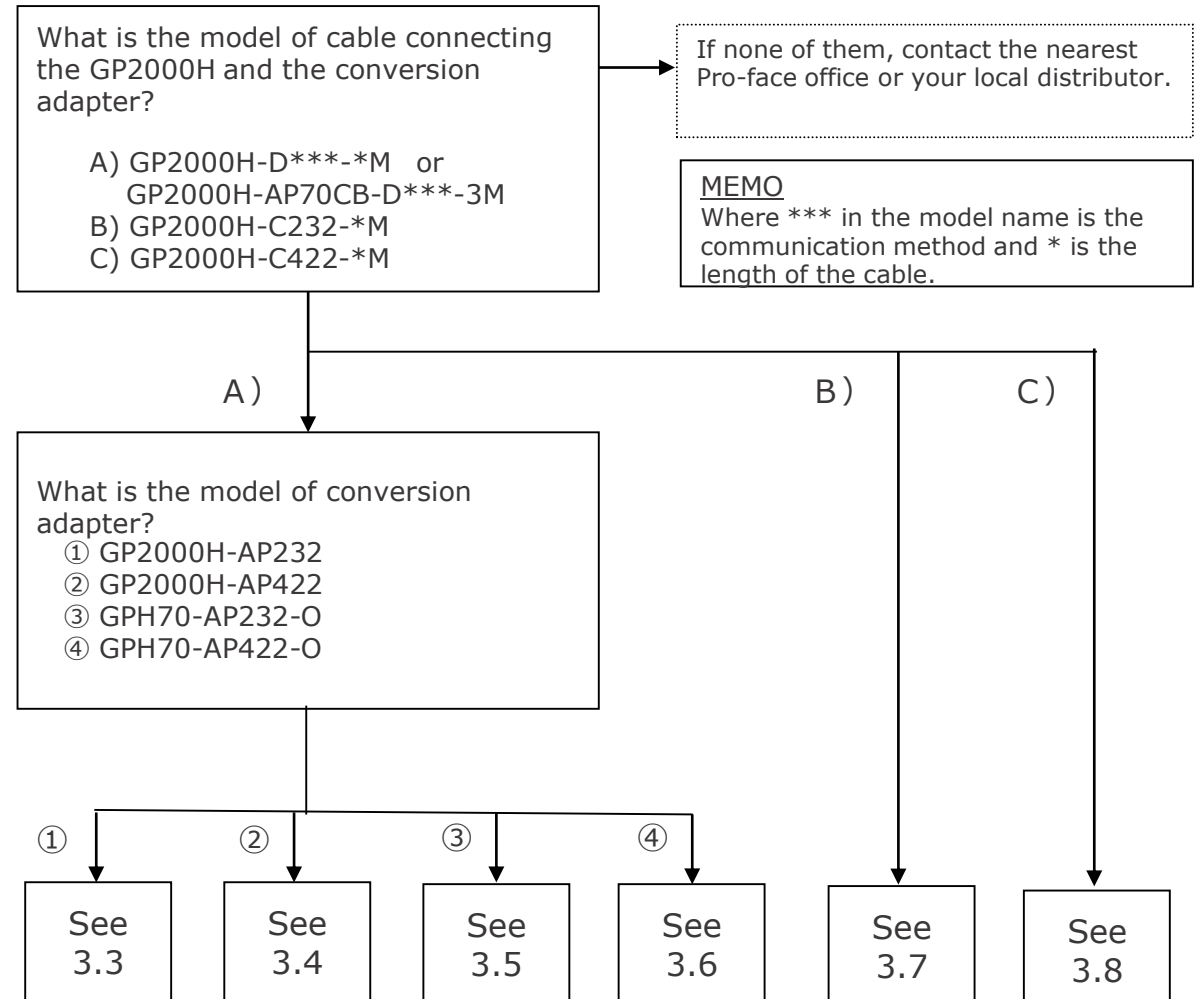 What is the model of cable connecting
the GP2000H and the conversion
adapter?
A) GP2000H-D***-*M or
GP2000H-AP70CB-D***-3M
B) GP2000H-C232-*M
C) GP2000H-C422-*M
If none of them, contact the nearest
Pro-face office or your local distributor.
MEMO
Where *** in the model name is the
communication method and * is the
length of the cable.
A)
B)
C)
What is the model of conversion
adapter?
① GP2000H-AP232
② GP2000H-AP422
③ GPH70-AP232-O
④ GPH70-AP422-O
①
②
③
④
See
3.3
See
3.4
See
3.5
See
3.6
See
3.7
See
3.8